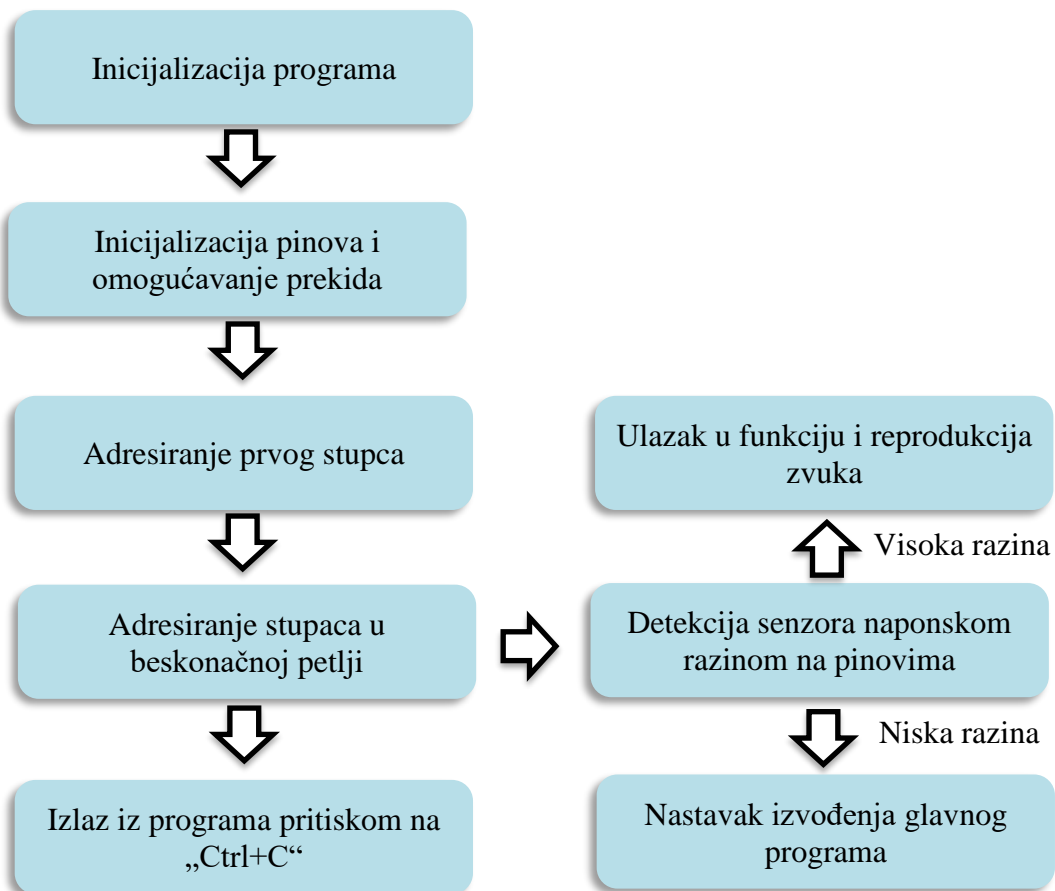 Inicijalizacija programa
Inicijalizacija pinova i
omogućavanje prekida
Adresiranje prvog stupca
Adresiranje stupaca u
beskonačnoj petlji
Izlaz iz programa pritiskom na
„Ctrl+C“
Ulazak u funkciju i reprodukcija
zvuka
Visoka razina
Detekcija senzora naponskom
razinom na pinovima
Niska razina
Nastavak izvođenja glavnog
programa